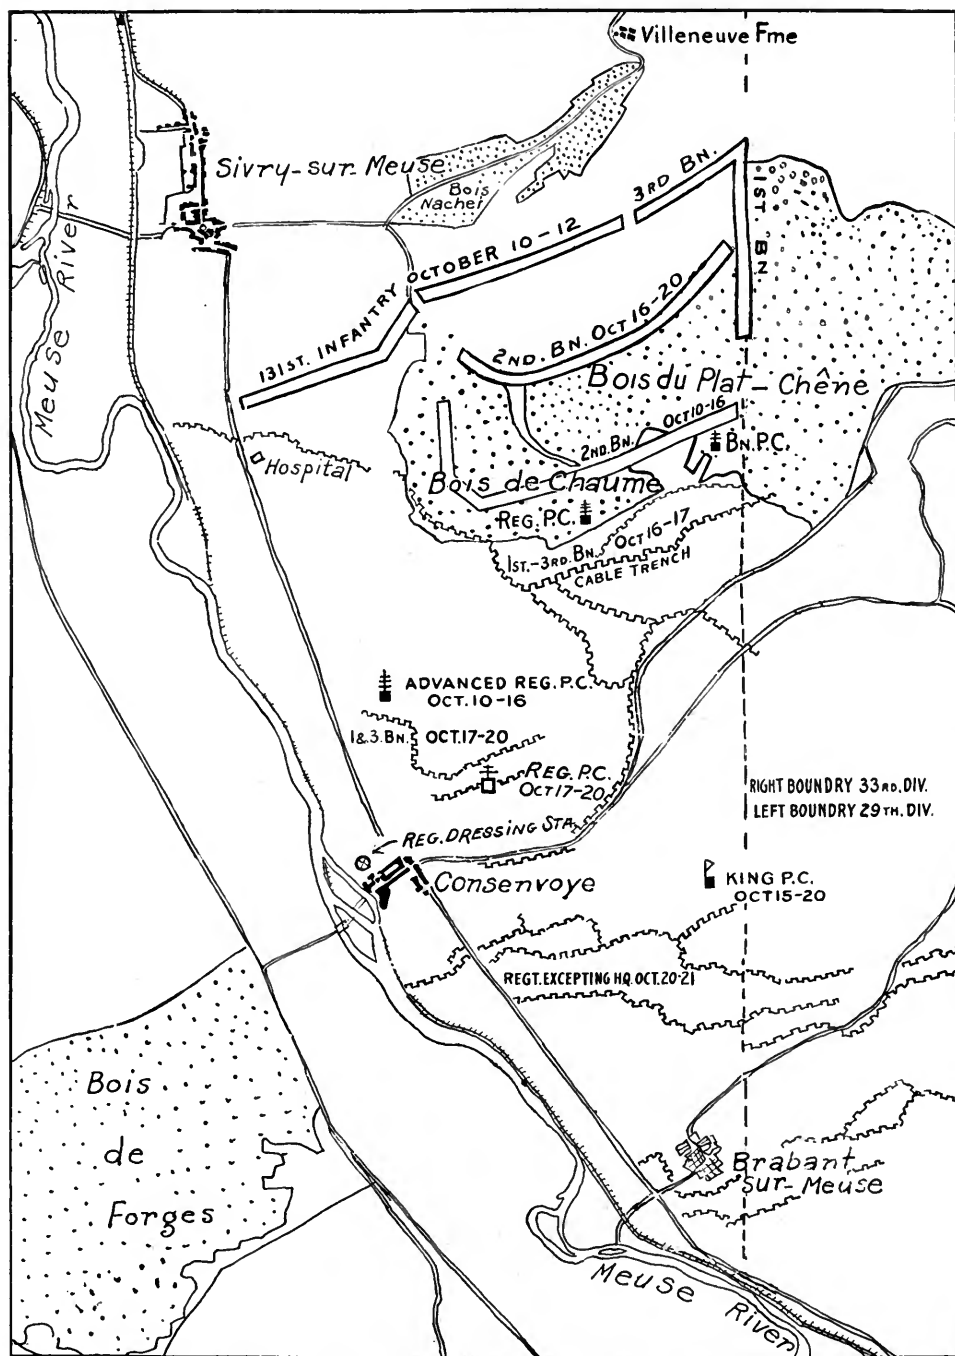 Villeneuve Fme
Sivry-sur-Meuse
Bois
Nacher
3RD BN.
1ST. BN.
Meuse River
OCTOBER 10-12
131ST. INFANTRY
2ND. BN. OCT 16-20
Bois du Plat-Chêne
2ND. BN. OCT 10-16
BN. P.C.
Hospital
Bois de Chaume
REG. P.C.
1ST.-3RD. BN. OCT 16-17
CABLE TRENCH
ADVANCED REG. P.C.
OCT. 10-16
1 & 3. BN. OCT. 17-20
REG. P.C.
OCT 17-20
RIGHT BOUNDRY 33RD. DIV.
LEFT BOUNDRY 29TH. DIV.
REG. DRESSING STA.
Consenvoye
KING P.C.
OCT 15-20
REGT. EXCEPTING HQ. OCT. 20-21
Bois
de
Forges
Brabant
sur-Meuse
Meuse River